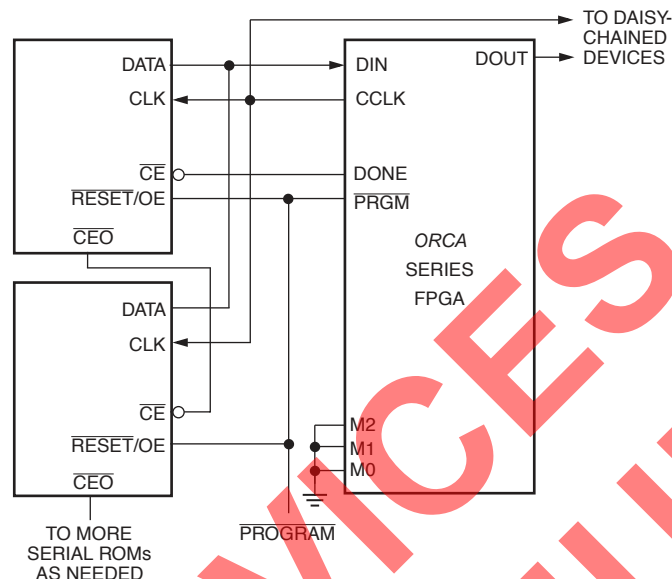 TO DAISY-
CHAINED
DEVICES
DATA
CLK
CE
RESET/OE
CEO
DIN
DOUT
CCLK
DONE
PRGM
ORCA
SERIES
FPGA
M2
M1
M0
DATA
CLK
CE
RESET/OE
CEO
TO MORE
SERIAL ROMs
AS NEEDED
PROGRAM
VICES